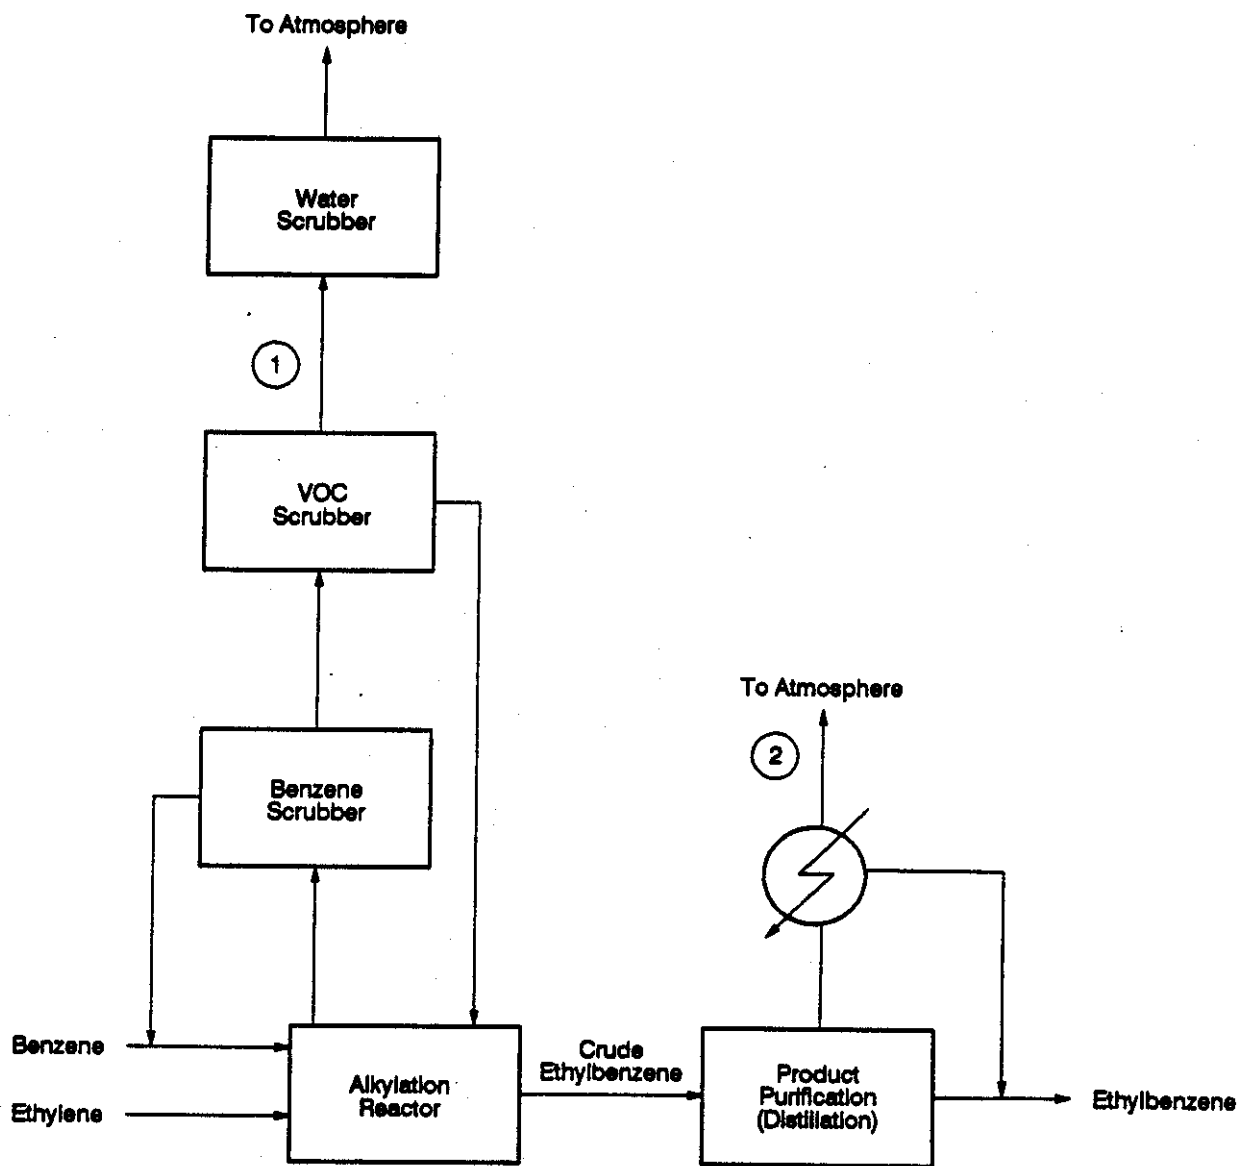 To Atmosphere
Water
Scrubber
1
VOC
Scrubber
To Atmosphere
2
Benzene
Scrubber
Benzene
Ethylene
Alkylation
Reactor
Crude
Ethylbenzene
Product
Purification
(Distillation)
Ethylbenzene